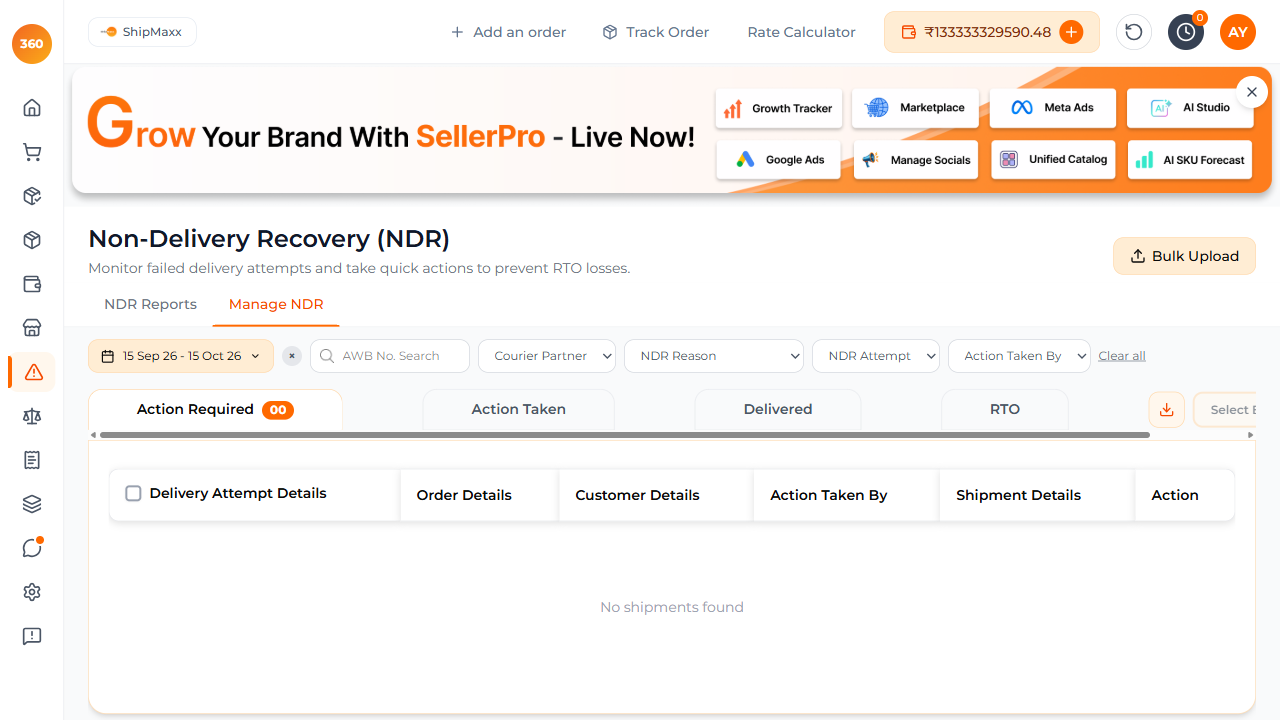 360
ShipMaxx
Add an order
Track Order
Rate Calculator
₹133333329590.48
0
AY
Grow Your Brand With SellerPro - Live Now!
Growth Tracker
Marketplace
Meta Ads
AI
AI Studio
Google Ads
Manage Socials
Unified Catalog
AI SKU Forecast
Non-Delivery Recovery (NDR)
Monitor failed delivery attempts and take quick actions to prevent RTO losses.
Bulk Upload
NDR Reports
Manage NDR
15 Sep 26 - 15 Oct 26
AWB No. Search
Courier Partner
NDR Reason
NDR Attempt
Action Taken By
Clear all
Action Required 00
Action Taken
Delivered
RTO
Select
Delivery Attempt Details
Order Details
Customer Details
Action Taken By
Shipment Details
Action
No shipments found